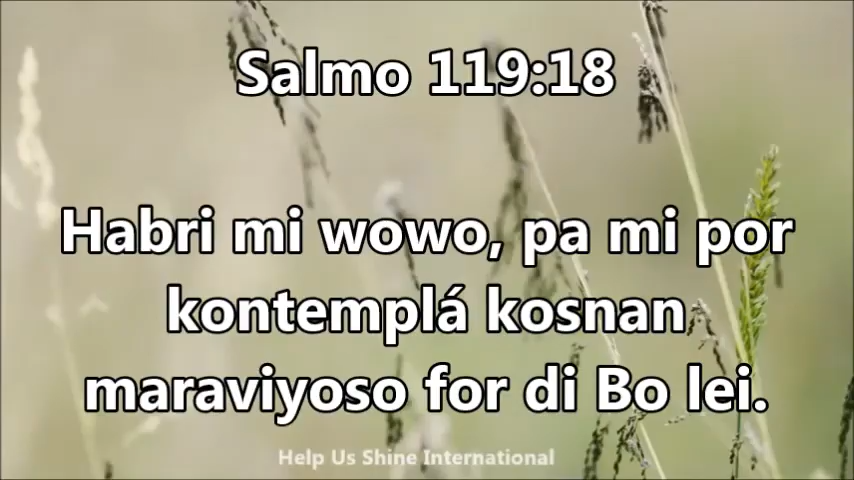 Salmo 119:18
Habri mi wowo, pa mi por
kontemplá kosnan
maraviyoso for di Bo lei.
Help Us Shine International